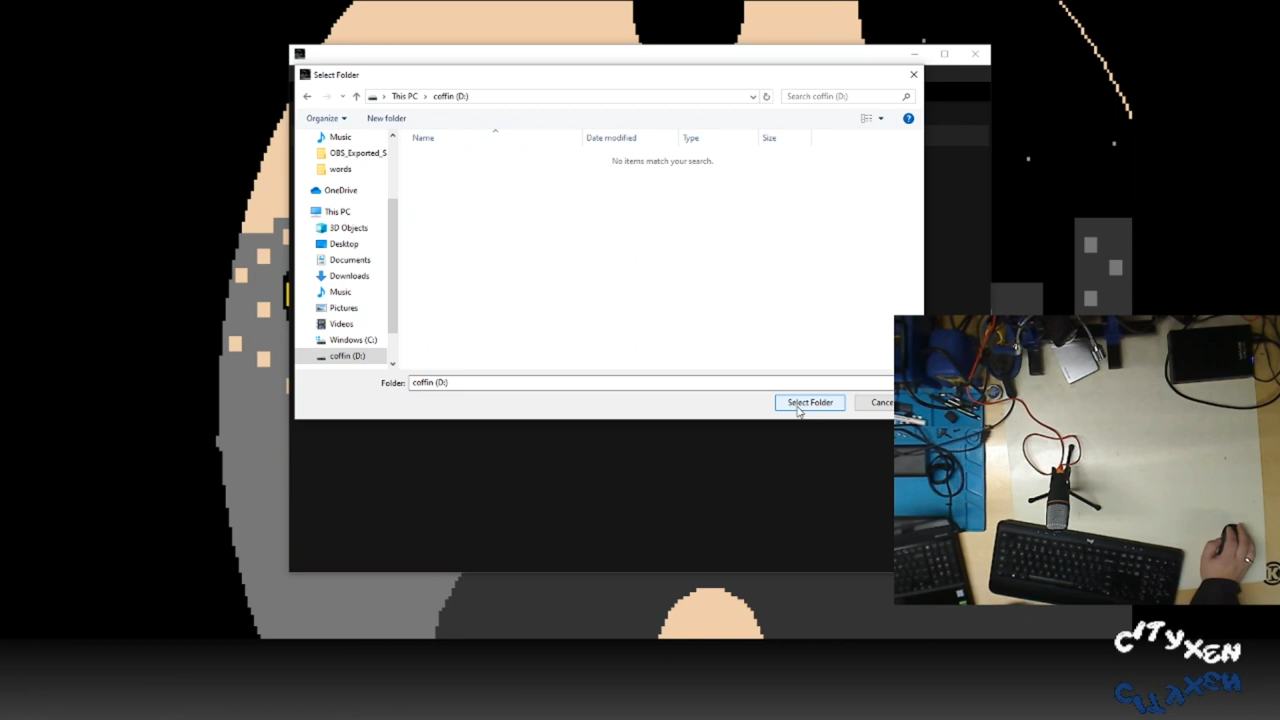 Select Folder
This PC > coffin (D:)
Search coffin (D:)
Organize
New folder
Music
OBS_Exported_S
words
OneDrive
This PC
3D Objects
Desktop
Documents
Downloads
Music
Pictures
Videos
Windows (C:)
coffin (D:)
Name
Date modified
Type
Size
No items match your search.
Folder:
coffin (D:)
Select Folder
Cance
CITYXEN